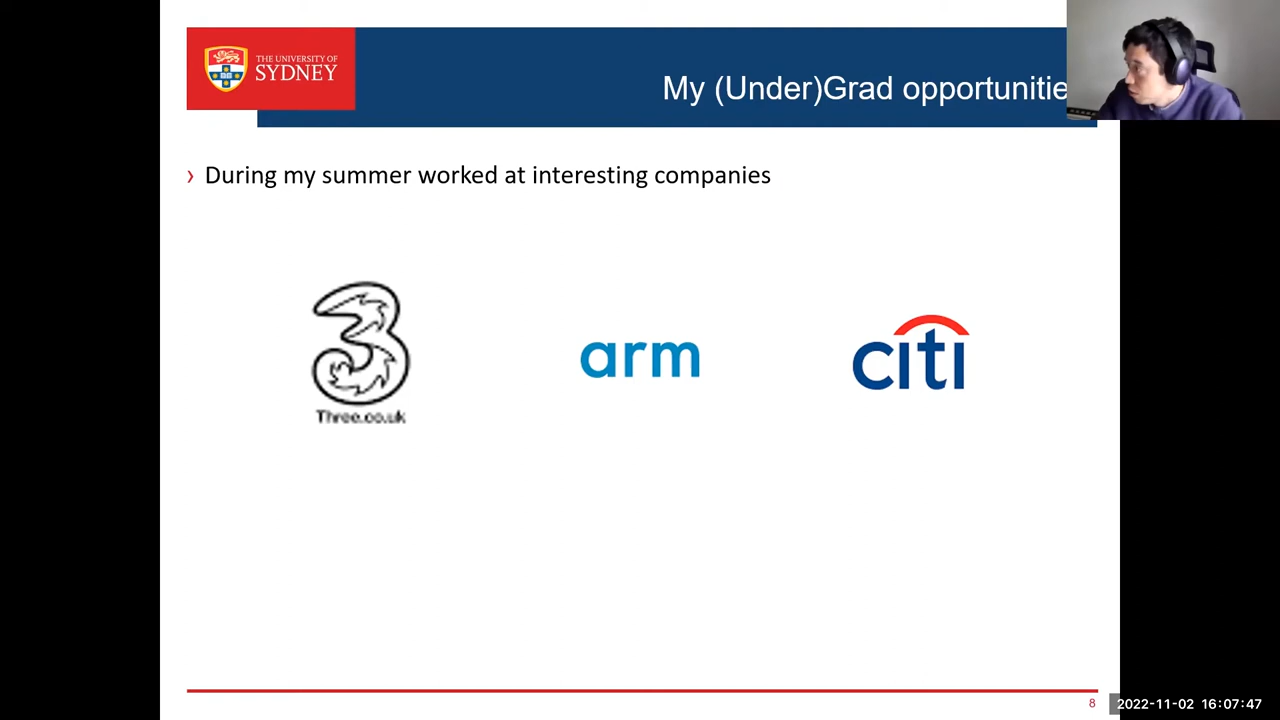 THE UNIVERSITY OF
SYDNEY
My (Under)Grad opportunitie
› During my summer worked at interesting companies
3
Three.co.uk
arm
citi
8
2022-11-02 16:07:47